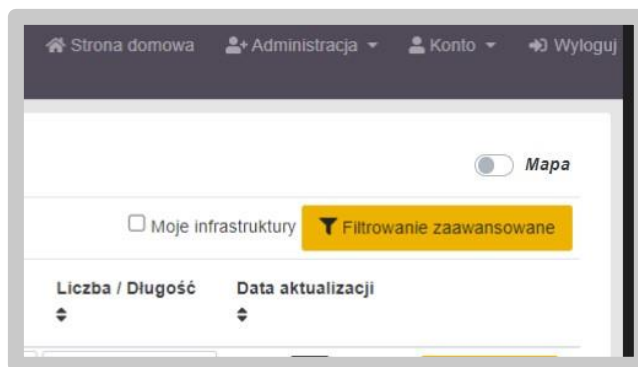 Strona domowa Administracja Konto Wyloguj
Mapa
Moje infrastruktury Filtrowanie zaawansowane
Liczba / Długość Data aktualizacji